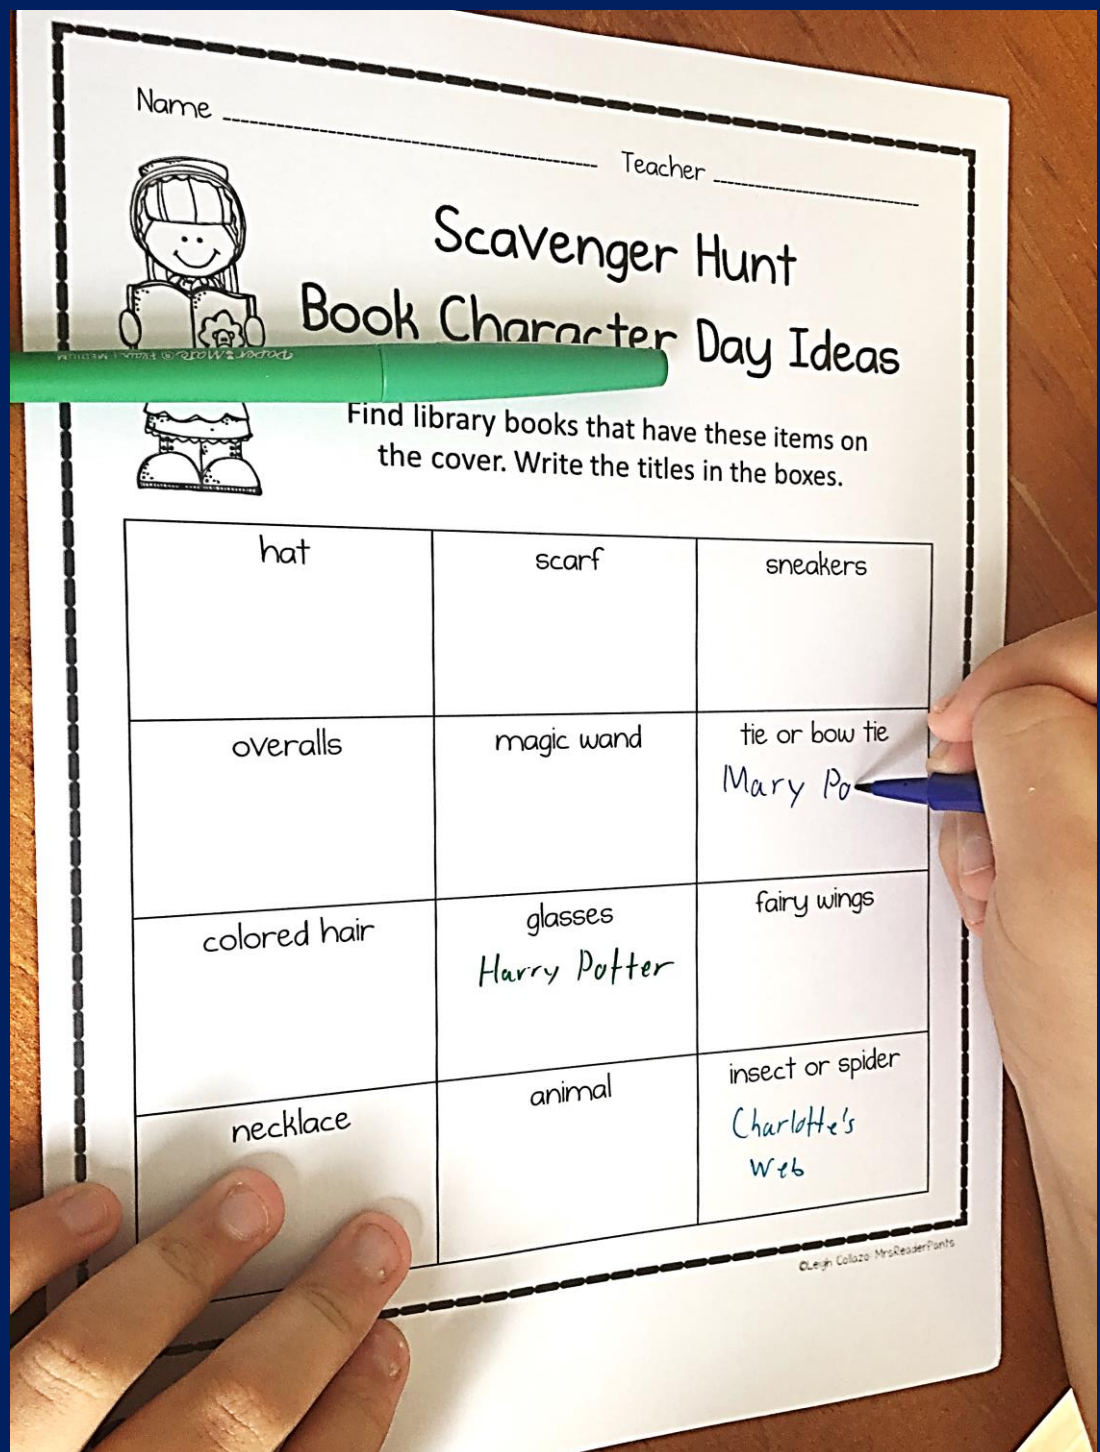 Name
Teacher
Scavenger Hunt
Book Character Day Ideas
Paper Mate
Find library books that have these items on
the cover. Write the titles in the boxes.
hat
scarf
sneakers
overalls
magic wand
tie or bow tie
Mary Po
colored hair
glasses
Harry Potter
fairy wings
necklace
animal
insect or spider
Charlotte's
Web
©Leigh Collazo MrsReaderPants